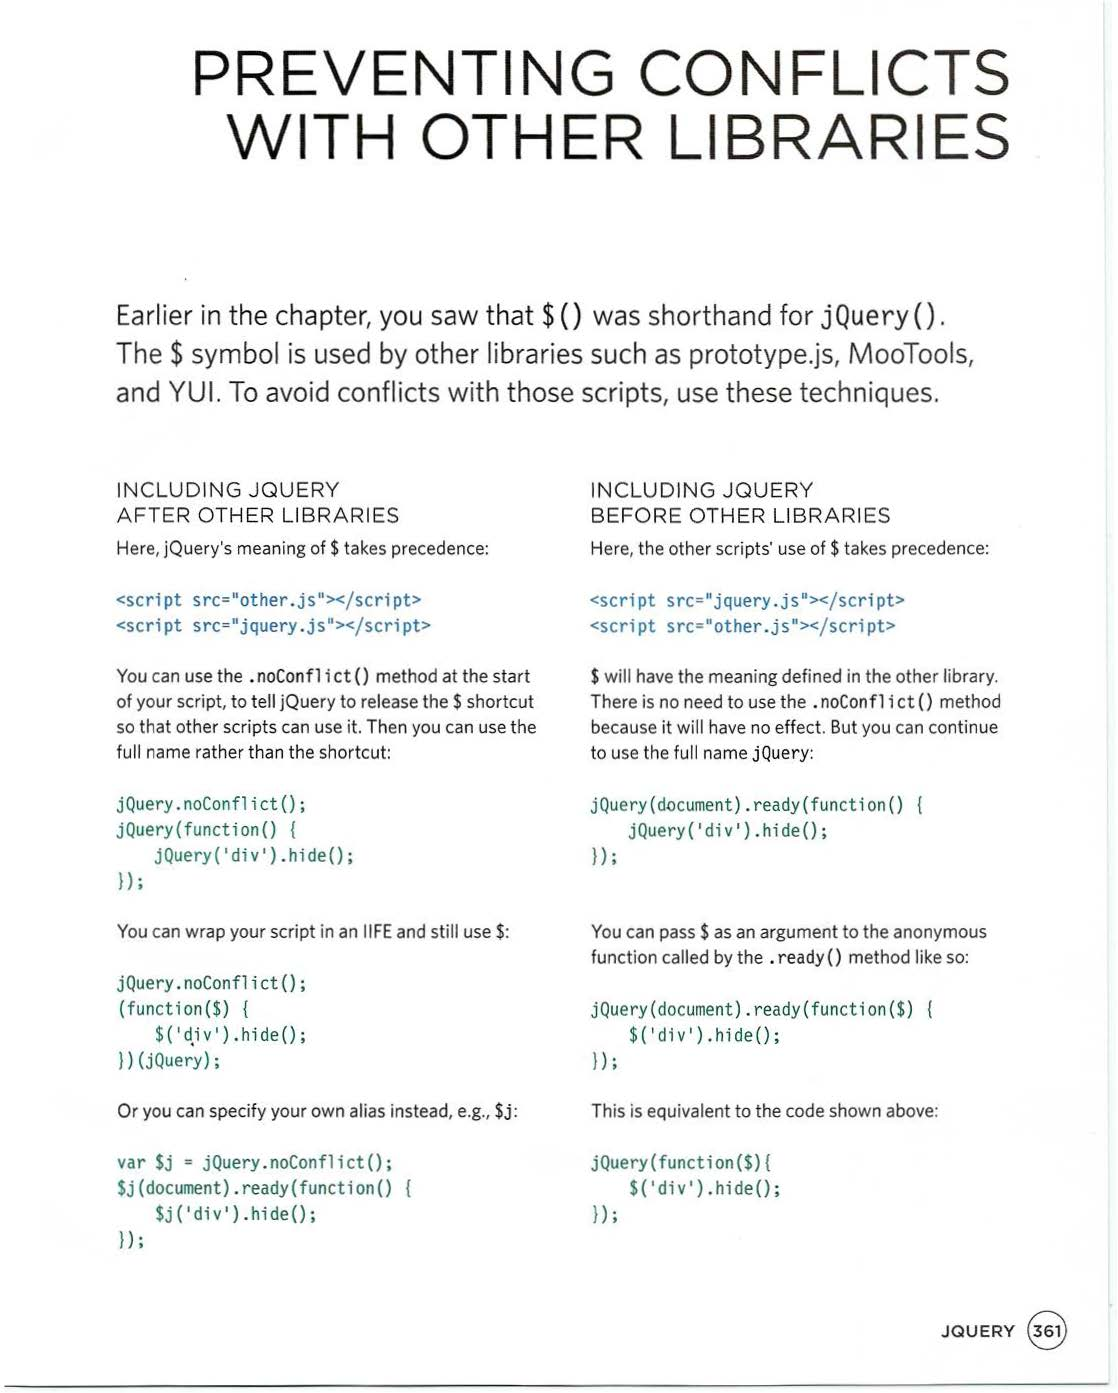 PREVENTING CONFLICTS
WITH OTHER LIBRARIES
Earlier in the chapter, you saw that $() was shorthand for jQuery().
The $ symbol is used by other libraries such as prototype.js, MooTools,
and YUI. To avoid conflicts with those scripts, use these techniques.
INCLUDING JQUERY
AFTER OTHER LIBRARIES
Here, jQuery's meaning of $ takes precedence:
<script src="other.js"></script>
<script src="jquery.js"></script>
You can use the .noConflict() method at the start
of your script, to tell jQuery to release the $ shortcut
so that other scripts can use it. Then you can use the
full name rather than the shortcut:
jQuery.noConflict();
jQuery(function() {
    jQuery('div').hide();
});
You can wrap your script in an IIFE and still use $:
jQuery.noConflict();
(function($) {
    $('div').hide();
})(jQuery);
Or you can specify your own alias instead, e.g., $j:
var $j = jQuery.noConflict();
$j(document).ready(function() {
    $j('div').hide();
});
INCLUDING JQUERY
BEFORE OTHER LIBRARIES
Here, the other scripts' use of $ takes precedence:
<script src="jquery.js"></script>
<script src="other.js"></script>
$ will have the meaning defined in the other library.
There is no need to use the .noConflict() method
because it will have no effect. But you can continue
to use the full name jQuery:
jQuery(document).ready(function() {
    jQuery('div').hide();
});
You can pass $ as an argument to the anonymous
function called by the .ready() method like so:
jQuery(document).ready(function($) {
    $('div').hide();
});
This is equivalent to the code shown above:
jQuery(function($){
    $('div').hide();
});
JQUERY 361